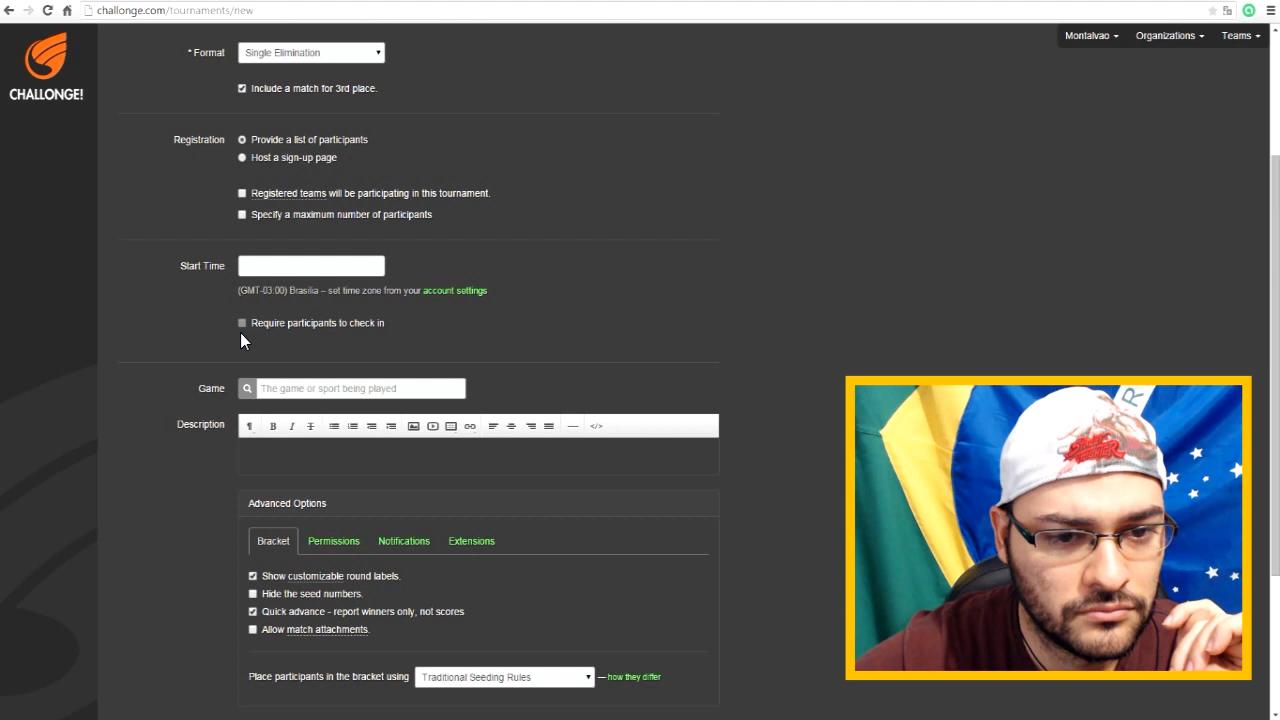 challonge.com/tournaments/new
CHALLONGE!
Montalvao Organizations Teams
* Format Single Elimination
Include a match for 3rd place.
Registration Provide a list of participants
Host a sign-up page
Registered teams will be participating in this tournament.
Specify a maximum number of participants
Start Time
(GMT-03:00) Brasilia – set time zone from your account settings
Require participants to check in
Game The game or sport being played
Description
¶ B I T </>
Advanced Options
Bracket Permissions Notifications Extensions
Show customizable round labels.
Hide the seed numbers.
Quick advance - report winners only, not scores
Allow match attachments.
Place participants in the bracket using Traditional Seeding Rules — how they differ
R